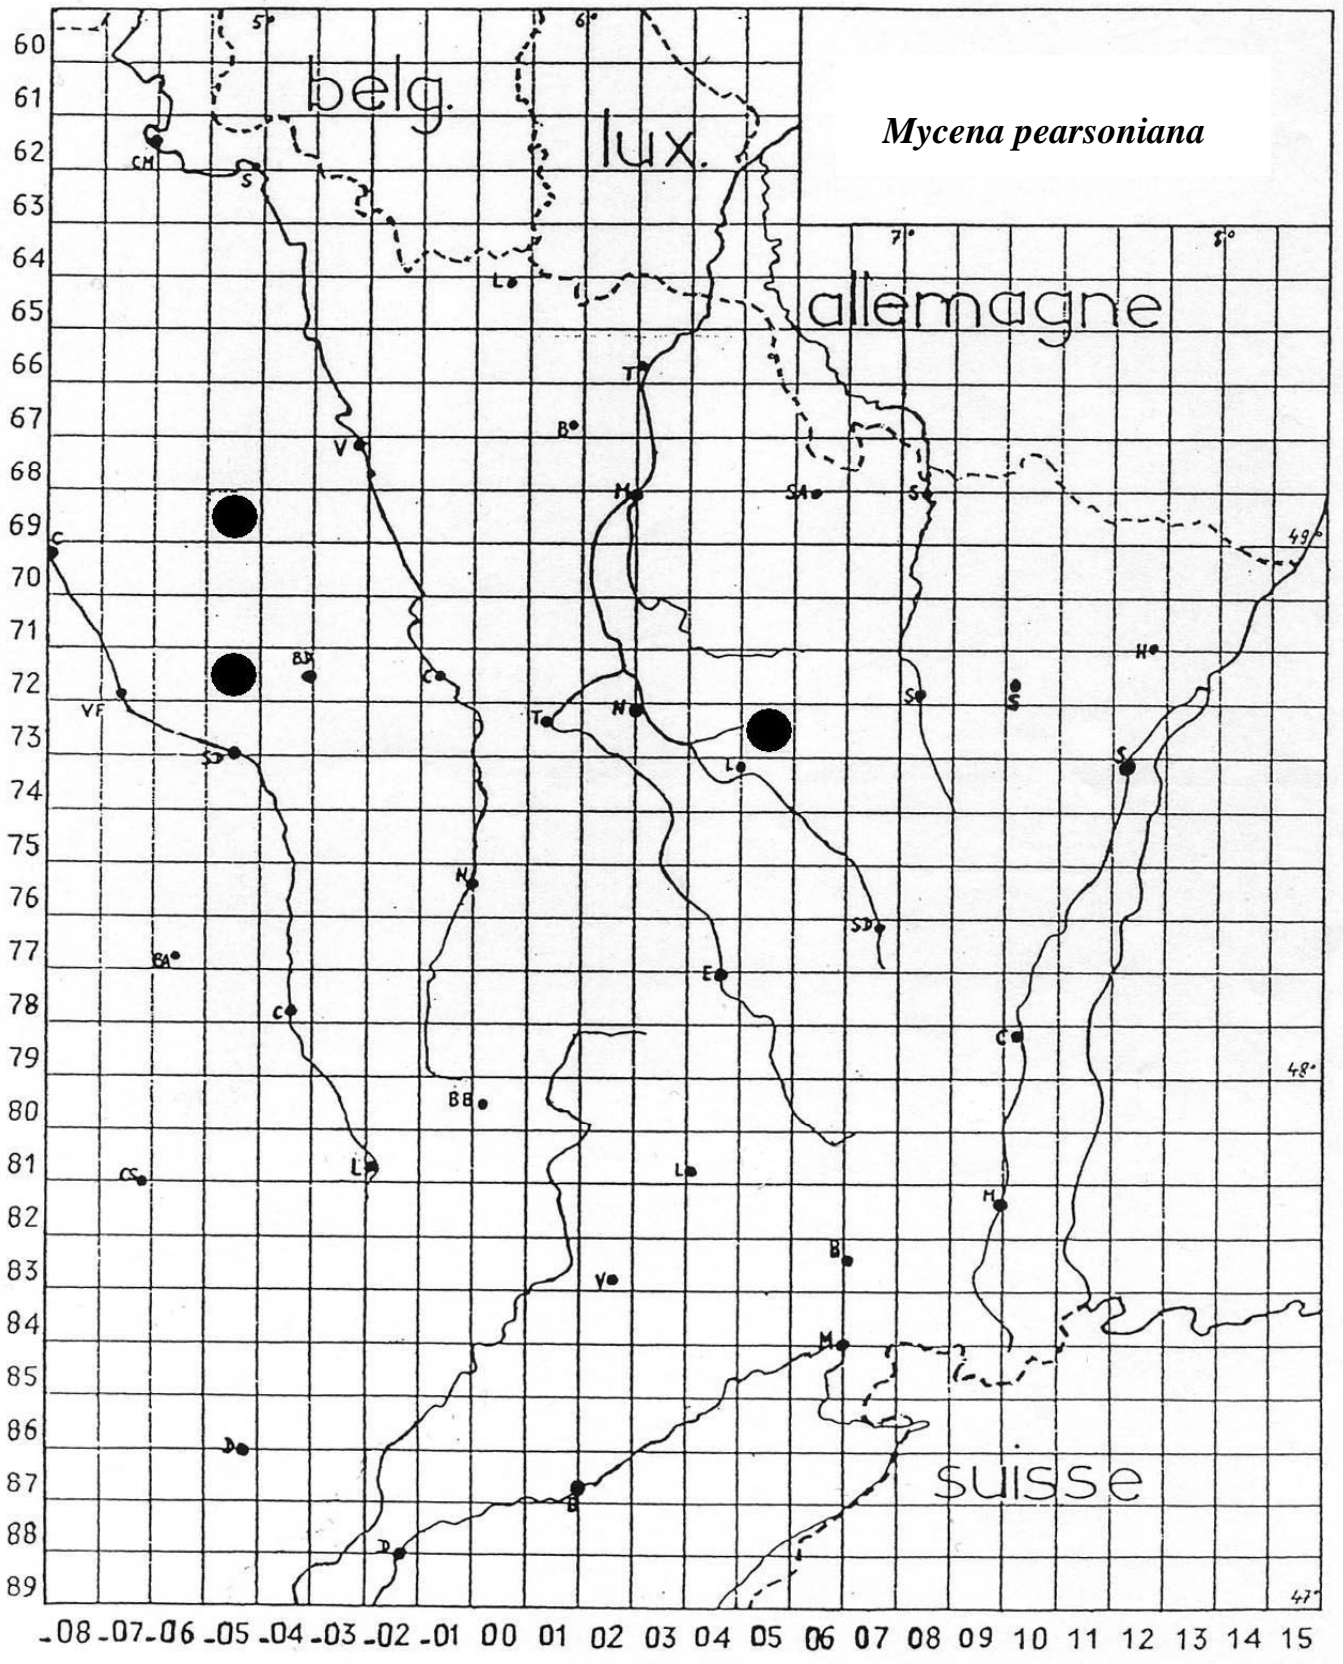 5°
6°
60
belg.
61
lux.
Mycena pearsoniana
62
CM
S
63
7°
8°
64
L
allemagne
65
66
T
67
B
V
68
M
SA
S
69
C
49°
70
71
BD
H
72
C
S
S
VF
T
N
73
SD
L
S
74
75
N
76
SD
77
BA
E
78
C
C
79
48°
80
BB
81
CS
L
L
82
M
83
B
V
84
M
85
86
D
87
suisse
B
88
D
89
47°
-08 -07 -06 -05 -04 -03 -02 -01 00 01 02 03 04 05 06 07 08 09 10 11 12 13 14 15